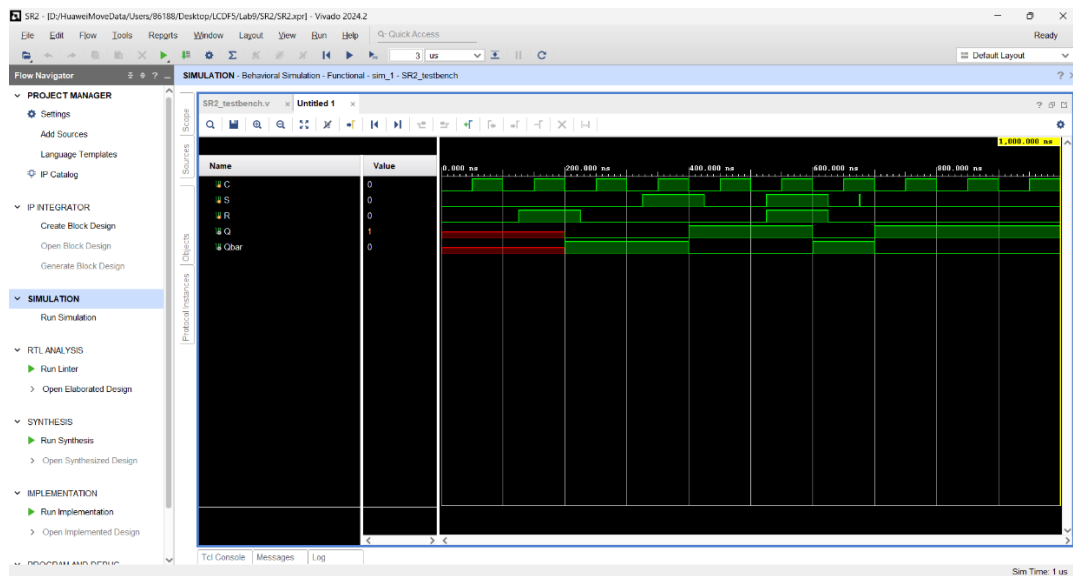 SR2 - [D:/HuaweiMoveData/Users/86188/Desktop/LCDF5/Lab9/SR2/SR2.xpr] - Vivado 2024.2
File Edit Flow Tools Reports Window Layout View Run Help Q- Quick Access Ready
3 us Default Layout
Flow Navigator ? SIMULATION - Behavioral Simulation - Functional - sim_1 - SR2_testbench ?
PROJECT MANAGER
Settings
Add Sources
Language Templates
IP Catalog
IP INTEGRATOR
Create Block Design
Open Block Design
Generate Block Design
SIMULATION
Run Simulation
RTL ANALYSIS
Run Linter
Open Elaborated Design
SYNTHESIS
Run Synthesis
Open Synthesized Design
IMPLEMENTATION
Run Implementation
Open Implemented Design
PROGRAM AND DEBUG
Scope
Sources
Objects
Protocol Instances
SR2_testbench.v × Untitled 1 × ?
1,000.000 ns
Name Value 0.000 ns 200.000 ns 400.000 ns 600.000 ns 800.000 ns
C 0
S 0
R 0
Q 1
Qbar 0
Tcl Console Messages Log
Sim Time: 1 us